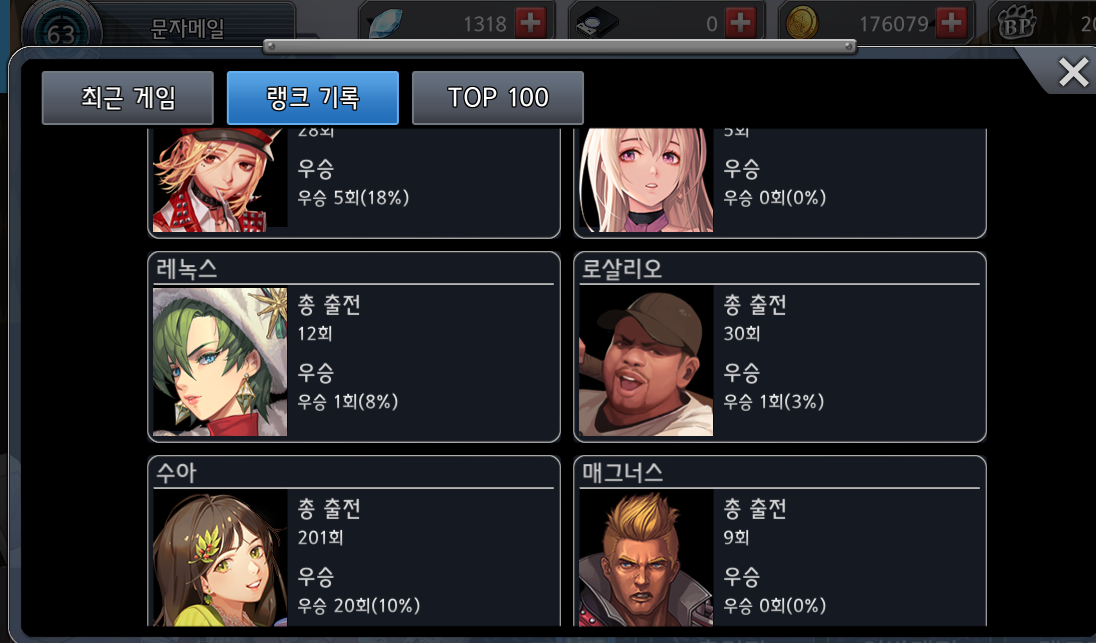 63
문자메일
1318
0
176079
BP
최근 게임
랭크 기록
TOP 100
28회
우승
우승 5회(18%)
5회
우승
우승 0회(0%)
레녹스
총 출전
12회
우승
우승 1회(8%)
로살리오
총 출전
30회
우승
우승 1회(3%)
수아
총 출전
201회
우승
우승 20회(10%)
매그너스
총 출전
9회
우승
우승 0회(0%)